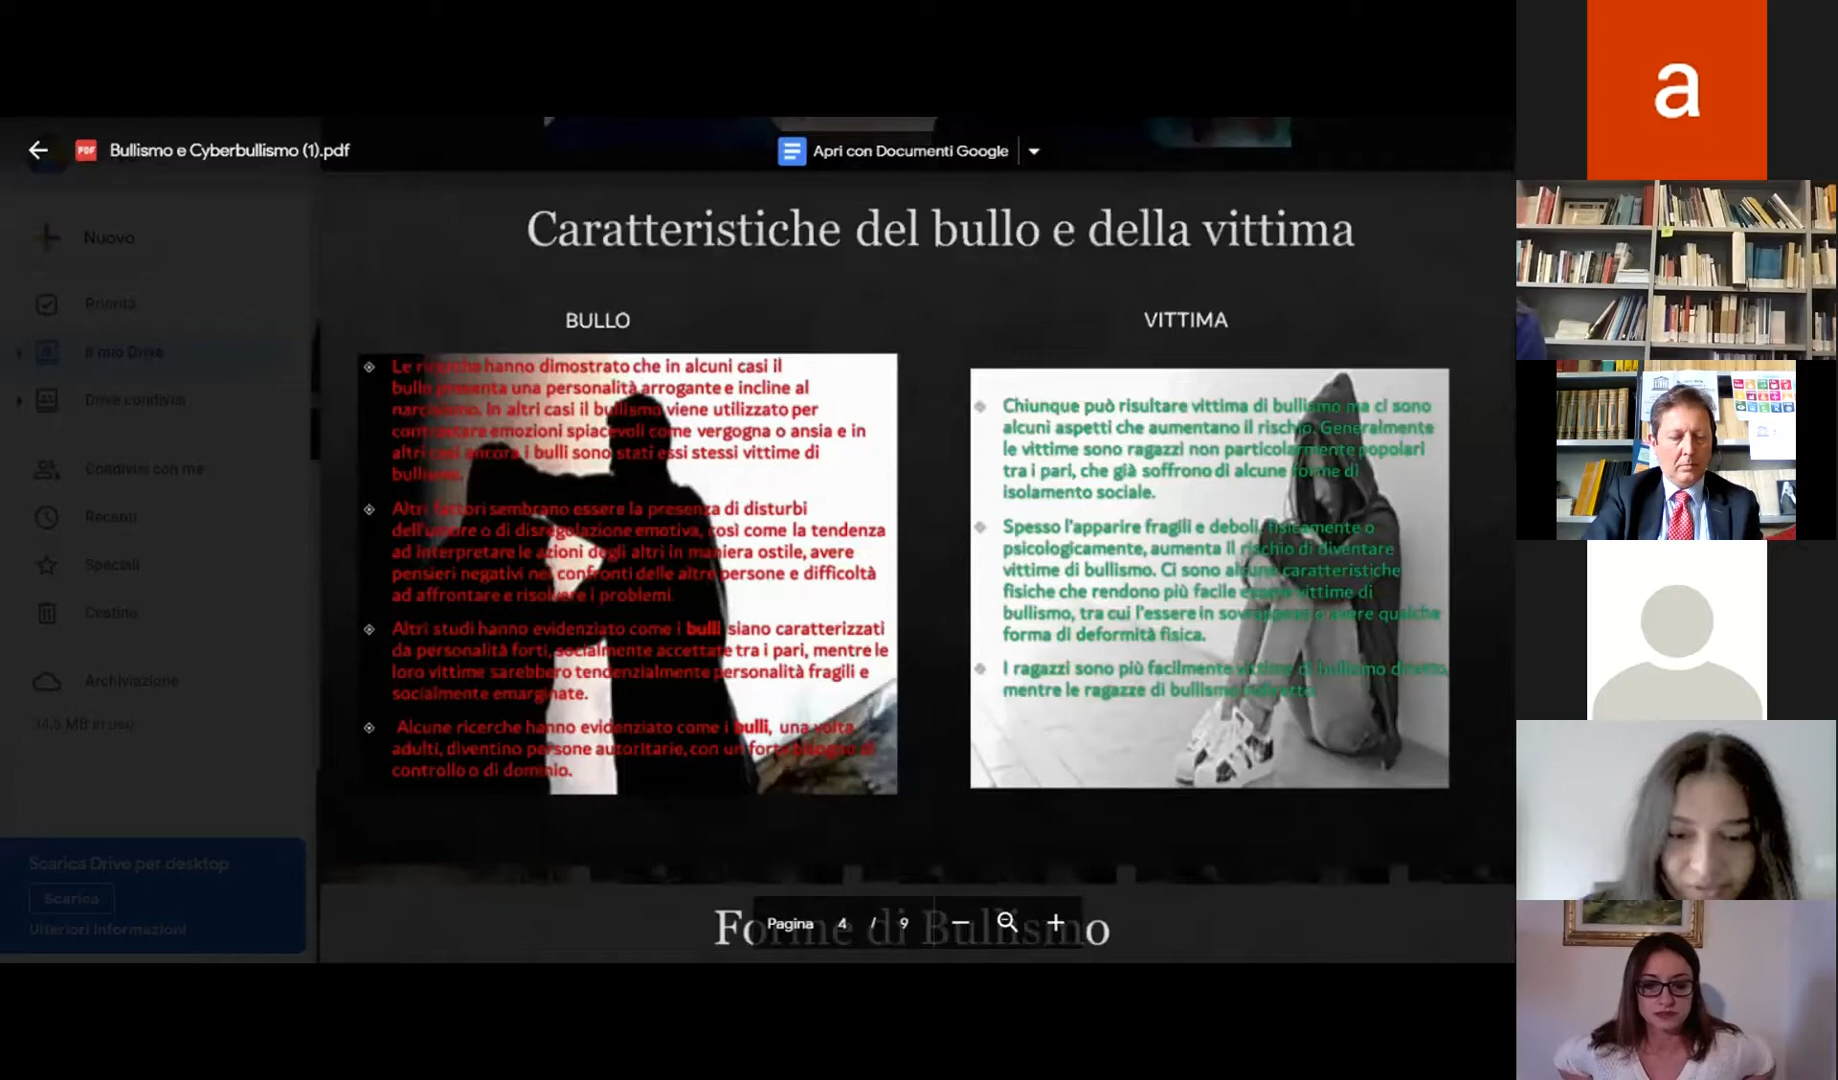 a
PDF
Bullismo e Cyberbullismo (1).pdf
Apri con Documenti Google
Nuovo
Priorità
Il mio Drive
Drive condivisi
Condivisi con me
Recenti
Speciali
Cestino
Archiviazione
14,5 MB in uso
Scarica Drive per desktop
Scarica
Ulteriori informazioni
Caratteristiche del bullo e della vittima
BULLO
Le ricerche hanno dimostrato che in alcuni casi il
bullo presenta una personalità arrogante e incline al
narcisismo. In altri casi il bullismo viene utilizzato per
contrastare emozioni spiacevoli come vergogna o ansia e in
altri casi ancora i bulli sono stati essi stessi vittime di
bullismo.
Altri fattori sembrano essere la presenza di disturbi
dell'umore o di disregolazione emotiva, così come la tendenza
ad interpretare le azioni degli altri in maniera ostile, avere
pensieri negativi nei confronti delle altre persone e difficoltà
ad affrontare e risolvere i problemi.
Altri studi hanno evidenziato come i bulli siano caratterizzati
da personalità forti, socialmente accettate tra i pari, mentre le
loro vittime sarebbero tendenzialmente personalità fragili e
socialmente emarginate.
Alcune ricerche hanno evidenziato come i bulli, una volta
adulti, diventino persone autoritarie, con un forte bisogno di
controllo o di dominio.
VITTIMA
Chiunque può risultare vittima di bullismo ma ci sono
alcuni aspetti che aumentano il rischio. Generalmente
le vittime sono ragazzi non particolarmente popolari
tra i pari, che già soffrono di alcune forme di
isolamento sociale.
Spesso l'apparire fragili e deboli, fisicamente o
psicologicamente, aumenta il rischio di diventare
vittime di bullismo. Ci sono alcune caratteristiche
fisiche che rendono più facile essere vittime di
bullismo, tra cui l'essere in sovrappeso o avere qualche
forma di deformità fisica.
I ragazzi sono più facilmente vittime di bullismo diretto,
mentre le ragazze di bullismo indiretto.
Forme di Bullismo
Pagina 4 / 9